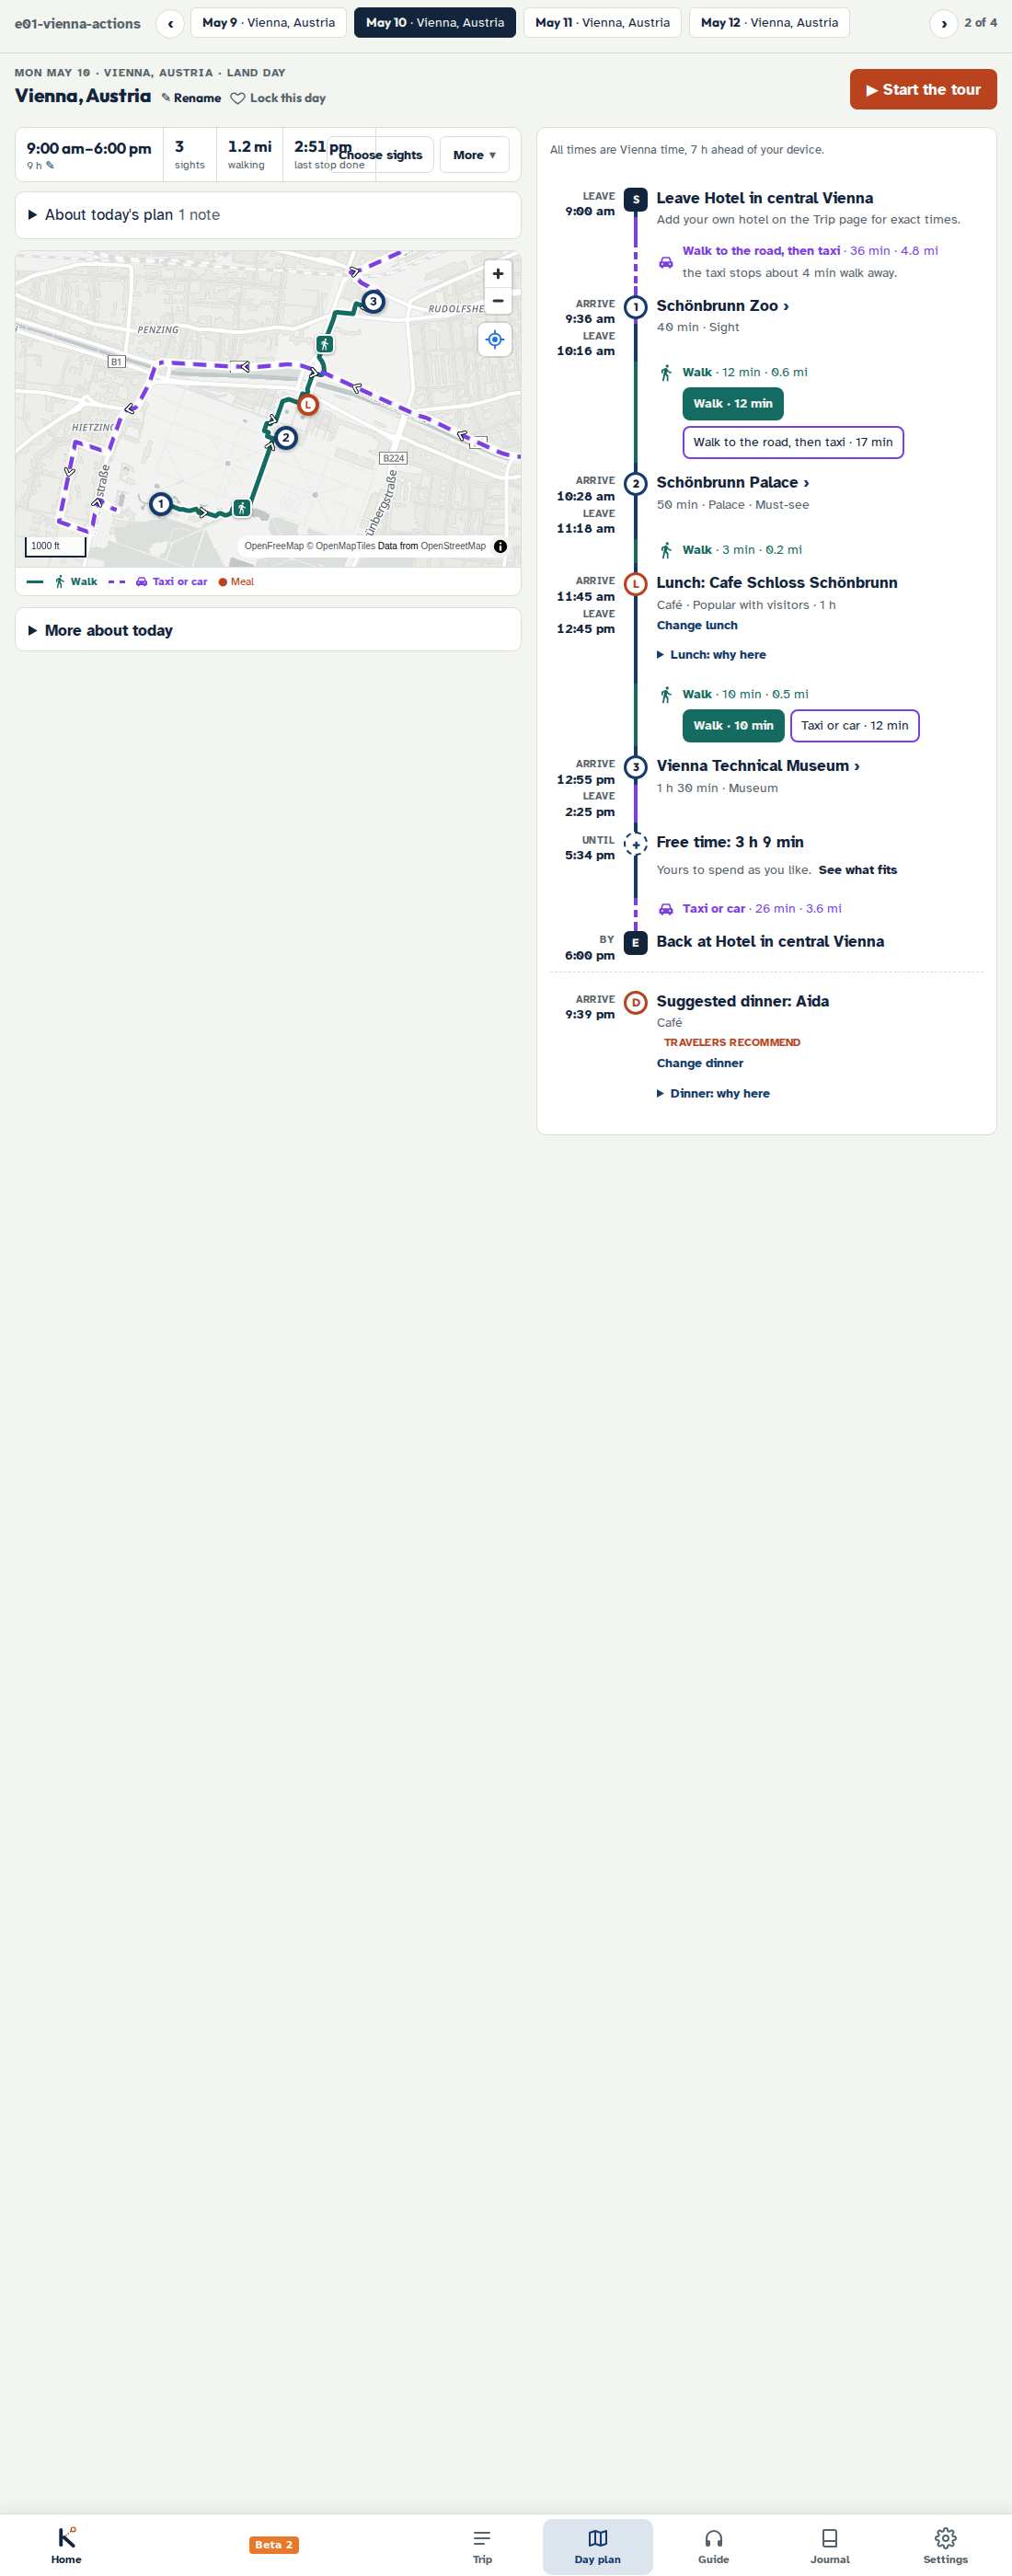 e01-vienna-actions
‹
May 9 · Vienna, Austria
May 10 · Vienna, Austria
May 11 · Vienna, Austria
May 12 · Vienna, Austria
›
2 of 4
MON MAY 10 · VIENNA, AUSTRIA · LAND DAY
Vienna, Austria ✎ Rename Lock this day
▶ Start the tour
9:00 am–6:00 pm
9 h ✎
3
sights
1.2 mi
walking
2:51 pm
last stop done
Choose sights
More ▾
▶ About today's plan 1 note
PENZING
RUDOLFSHE
B1
HIETZING
B224
straße
ünbergstraße
1
2
3
L
+
−
1000 ft
OpenFreeMap © OpenMapTiles Data from OpenStreetMap
Walk
Taxi or car
Meal
▶ More about today
All times are Vienna time, 7 h ahead of your device.
LEAVE
9:00 am
S
Leave Hotel in central Vienna
Add your own hotel on the Trip page for exact times.
Walk to the road, then taxi · 36 min · 4.8 mi
the taxi stops about 4 min walk away.
ARRIVE
9:36 am
LEAVE
10:16 am
1
Schönbrunn Zoo ›
40 min · Sight
Walk · 12 min · 0.6 mi
Walk · 12 min
Walk to the road, then taxi · 17 min
ARRIVE
10:28 am
LEAVE
11:18 am
2
Schönbrunn Palace ›
50 min · Palace · Must-see
Walk · 3 min · 0.2 mi
ARRIVE
11:45 am
LEAVE
12:45 pm
L
Lunch: Cafe Schloss Schönbrunn
Café · Popular with visitors · 1 h
Change lunch
▶ Lunch: why here
Walk · 10 min · 0.5 mi
Walk · 10 min
Taxi or car · 12 min
ARRIVE
12:55 pm
LEAVE
2:25 pm
3
Vienna Technical Museum ›
1 h 30 min · Museum
UNTIL
5:34 pm
+
Free time: 3 h 9 min
Yours to spend as you like. See what fits
Taxi or car · 26 min · 3.6 mi
BY
6:00 pm
E
Back at Hotel in central Vienna
ARRIVE
9:39 pm
D
Suggested dinner: Aida
Café
TRAVELERS RECOMMEND
Change dinner
▶ Dinner: why here
Home
Beta 2
Trip
Day plan
Guide
Journal
Settings